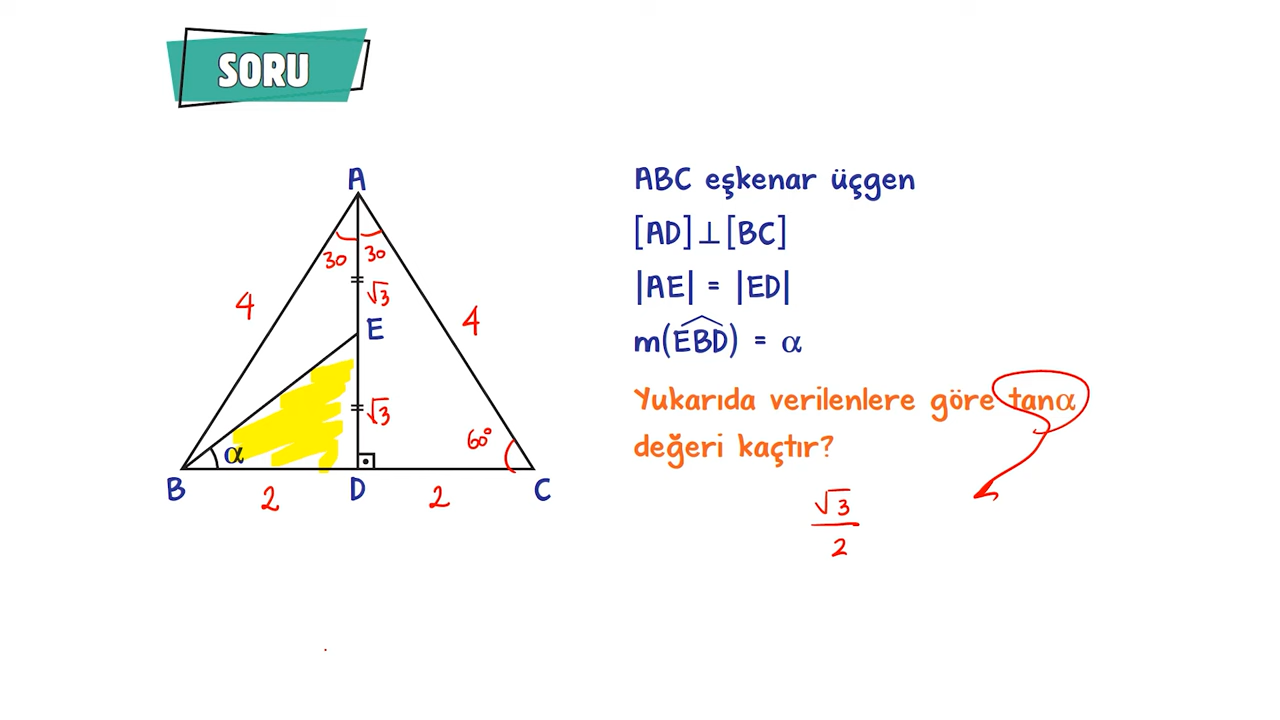 SORU
A
30 30
√3
4
4
E
√3
60°
α
B
2
D
2
C
ABC eşkenar üçgen
[AD]⊥[BC]
|AE| = |ED|
m(EBD) = α
Yukarıda verilenlere göre tanα
değeri kaçtır?
√3
2